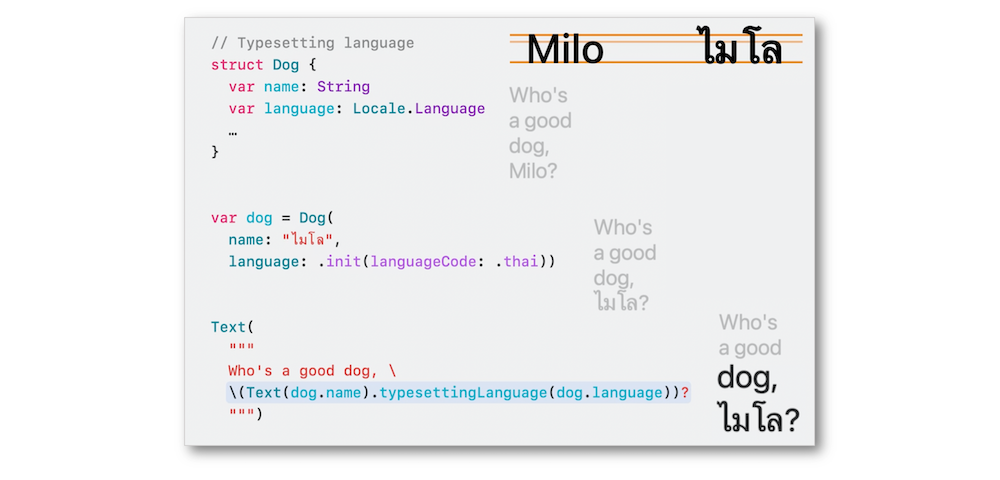 // Typesetting language
struct Dog {
var name: String
var language: Locale.Language
…
}
var dog = Dog(
name: "ไมโล",
language: .init(languageCode: .thai))
Text(
"""
Who's a good dog, \
\(Text(dog.name).typesettingLanguage(dog.language))?
""")
Milo ไมโล
Who's
a good
dog,
Milo?
Who's
a good
dog,
ไมโล?
Who's
a good
dog,
ไมโล?